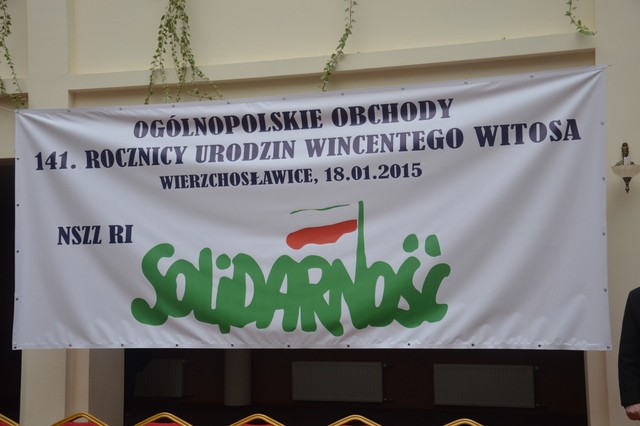 OGÓLNOPOLSKIE OBCHODY
141. ROCZNICY URODZIN WINCENTEGO WITOSA
WIERZCHOSŁAWICE, 18.01.2015
NSZZ RI
SOLiDARNOŚĆ